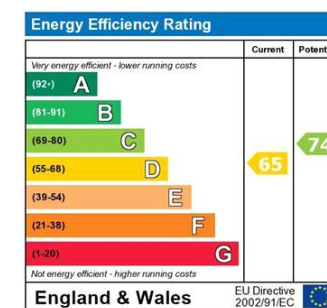 Energy Efficiency Rating
Current
Very energy efficient - lower running costs
(92+) A
(81-91) B
(69-80) C 74
(55-68) D 65
(39-54) E
(21-38) F
(1-20) G
Not energy efficient - higher running costs
England & Wales
EU Directive
2002/91/EC